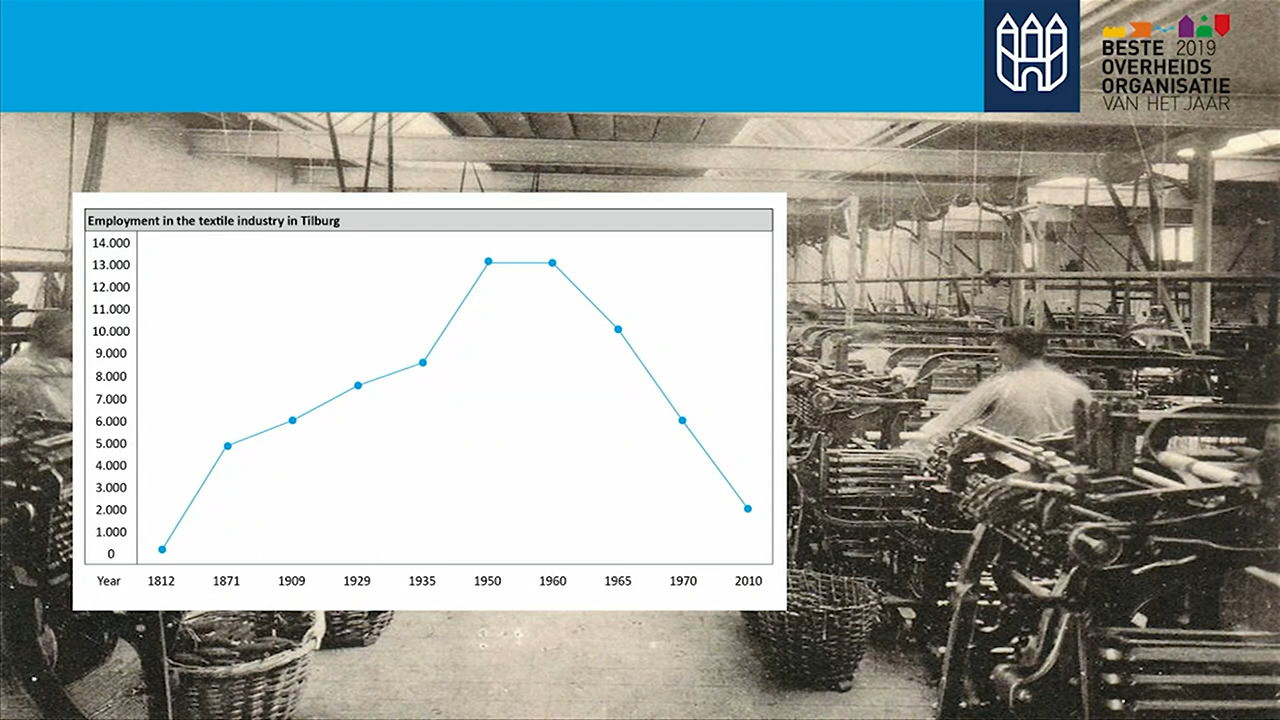 BESTE 2019
OVERHEIDS
ORGANISATIE
VAN HET JAAR
Employment in the textile industry in Tilburg
14.000
13.000
12.000
11.000
10.000
9.000
8.000
7.000
6.000
5.000
4.000
3.000
2.000
1.000
0
Year 1812 1871 1909 1929 1935 1950 1960 1965 1970 2010